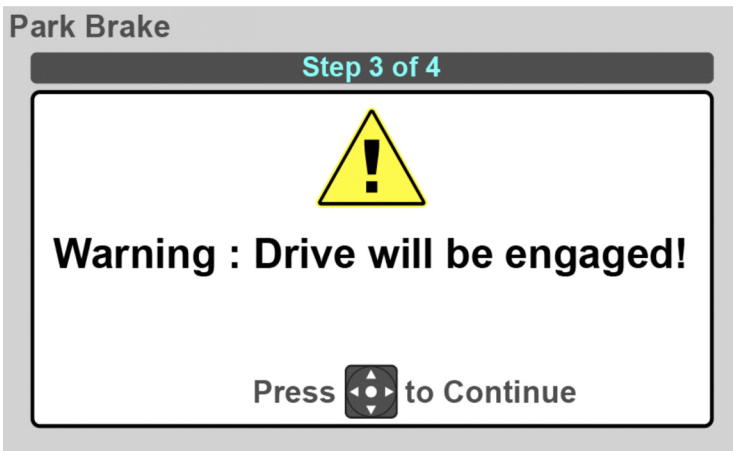 Park Brake
Step 3 of 4
!
Warning : Drive will be engaged!
Press to Continue